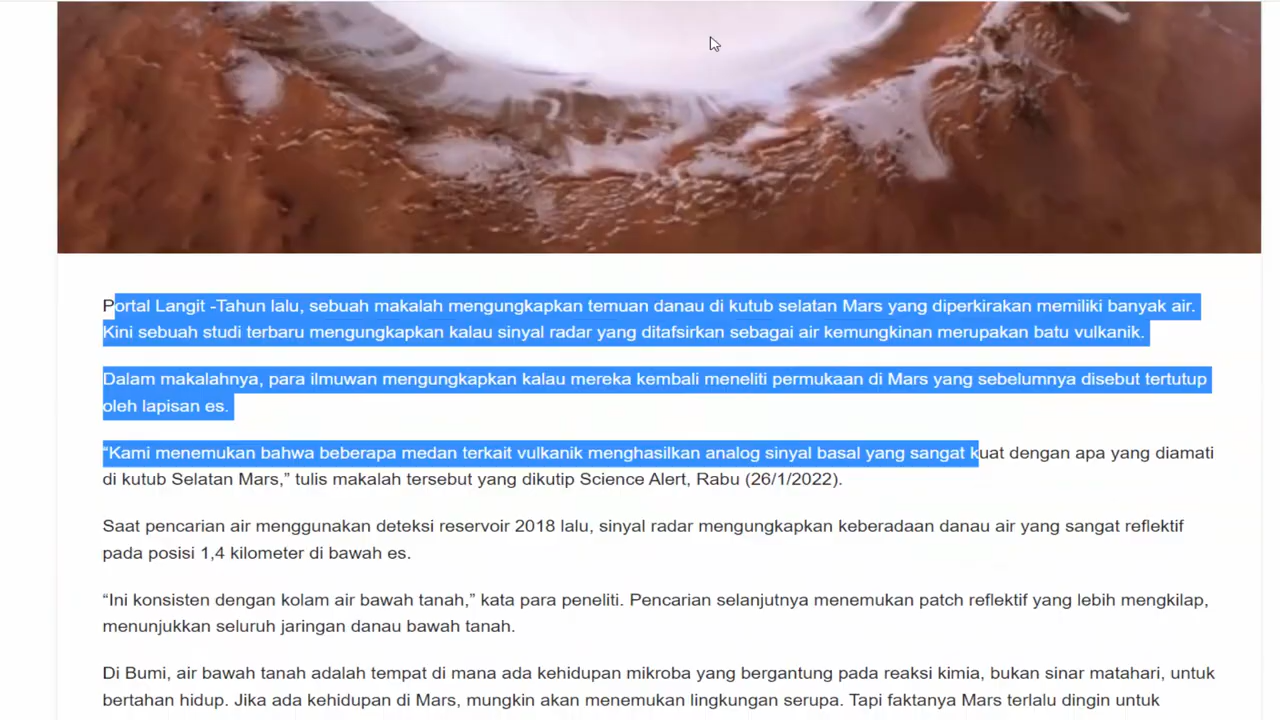 Portal Langit -Tahun lalu, sebuah makalah mengungkapkan temuan danau di kutub selatan Mars yang diperkirakan memiliki banyak air.
Kini sebuah studi terbaru mengungkapkan kalau sinyal radar yang ditafsirkan sebagai air kemungkinan merupakan batu vulkanik.
Dalam makalahnya, para ilmuwan mengungkapkan kalau mereka kembali meneliti permukaan di Mars yang sebelumnya disebut tertutup
oleh lapisan es.
“Kami menemukan bahwa beberapa medan terkait vulkanik menghasilkan analog sinyal basal yang sangat kuat dengan apa yang diamati
di kutub Selatan Mars,” tulis makalah tersebut yang dikutip Science Alert, Rabu (26/1/2022).
Saat pencarian air menggunakan deteksi reservoir 2018 lalu, sinyal radar mengungkapkan keberadaan danau air yang sangat reflektif
pada posisi 1,4 kilometer di bawah es.
“Ini konsisten dengan kolam air bawah tanah,” kata para peneliti. Pencarian selanjutnya menemukan patch reflektif yang lebih mengkilap,
menunjukkan seluruh jaringan danau bawah tanah.
Di Bumi, air bawah tanah adalah tempat di mana ada kehidupan mikroba yang bergantung pada reaksi kimia, bukan sinar matahari, untuk
bertahan hidup. Jika ada kehidupan di Mars, mungkin akan menemukan lingkungan serupa. Tapi faktanya Mars terlalu dingin untuk